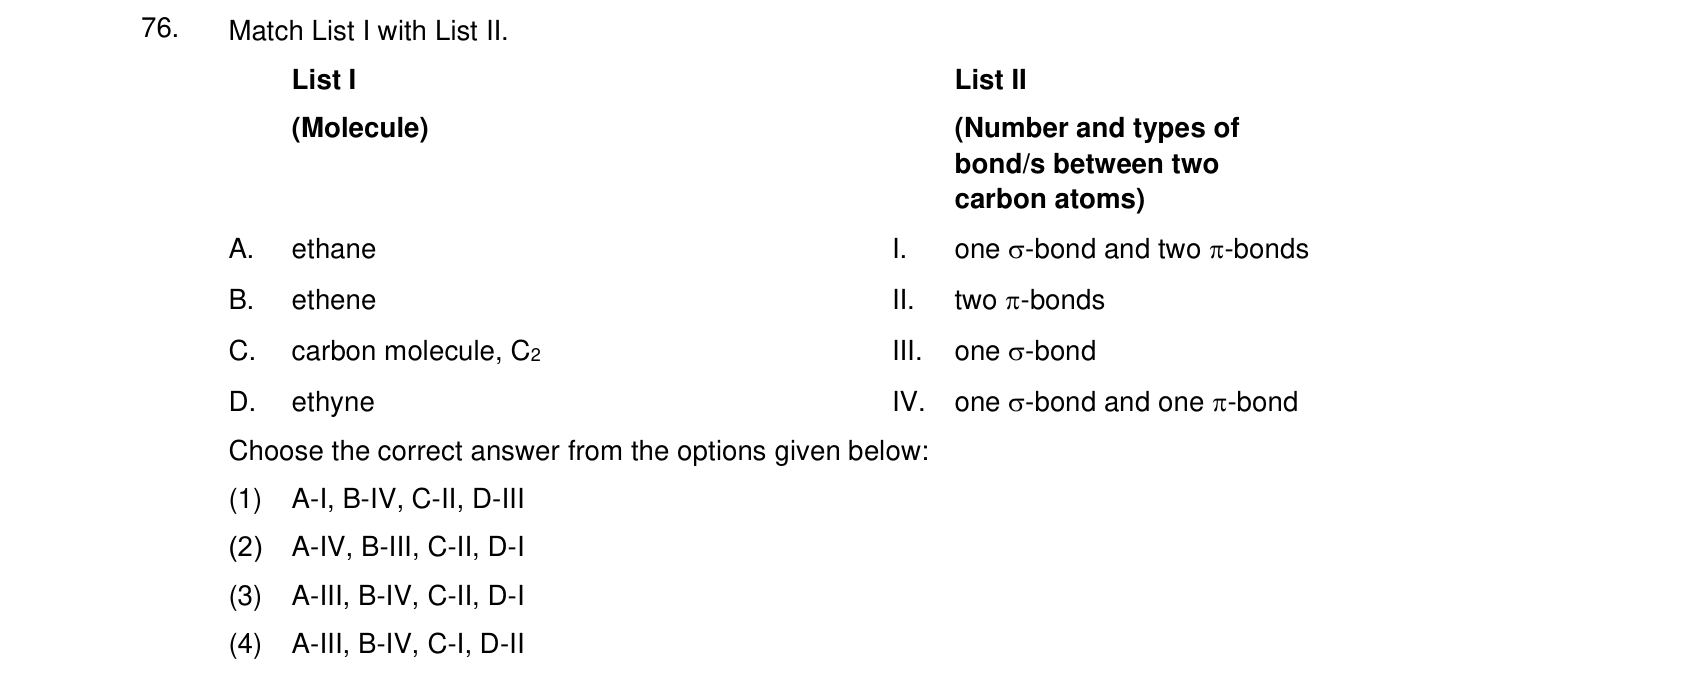 76. Match List I with List II.
List I List II
(Molecule) (Number and types of
bond/s between two
carbon atoms)
A. ethane I. one σ-bond and two π-bonds
B. ethene II. two π-bonds
C. carbon molecule, C₂ III. one σ-bond
D. ethyne IV. one σ-bond and one π-bond
Choose the correct answer from the options given below:
(1) A-I, B-IV, C-II, D-III
(2) A-IV, B-III, C-II, D-I
(3) A-III, B-IV, C-II, D-I
(4) A-III, B-IV, C-I, D-II